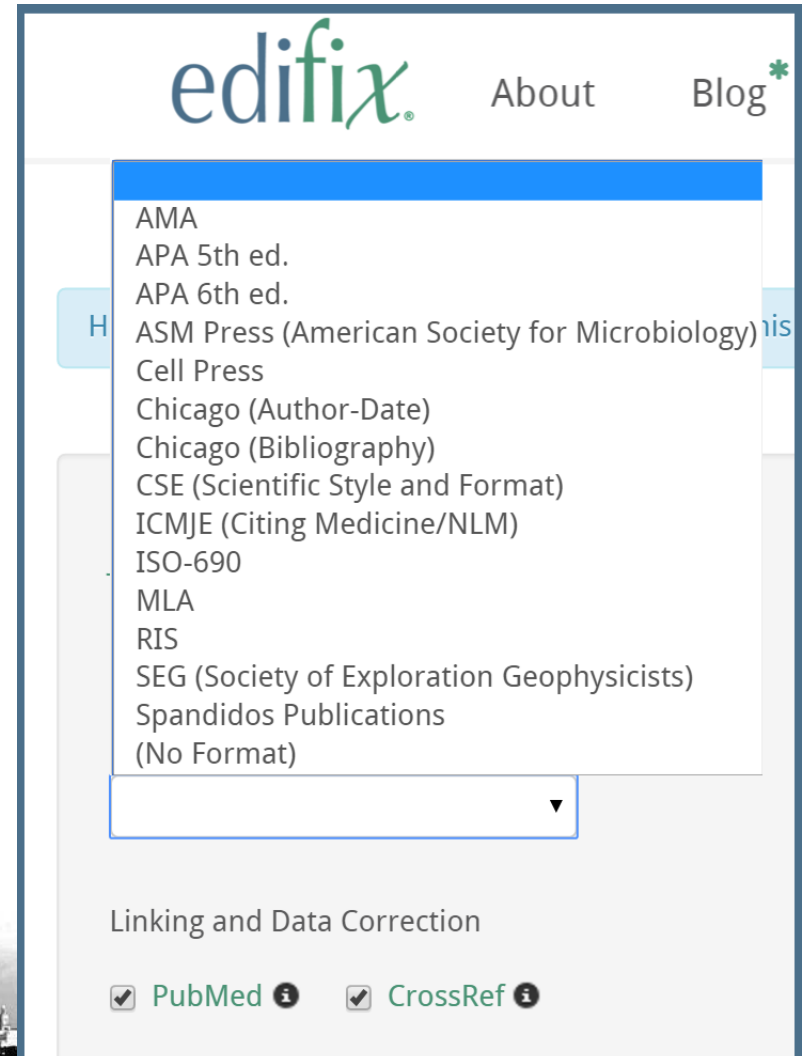 edifix®
About Blog*
AMA
APA 5th ed.
APA 6th ed.
H
ASM Press (American Society for Microbiology)
his
Cell Press
Chicago (Author-Date)
Chicago (Bibliography)
CSE (Scientific Style and Format)
ICMJE (Citing Medicine/NLM)
ISO-690
MLA
RIS
SEG (Society of Exploration Geophysicists)
Spandidos Publications
(No Format)
Linking and Data Correction
PubMed CrossRef